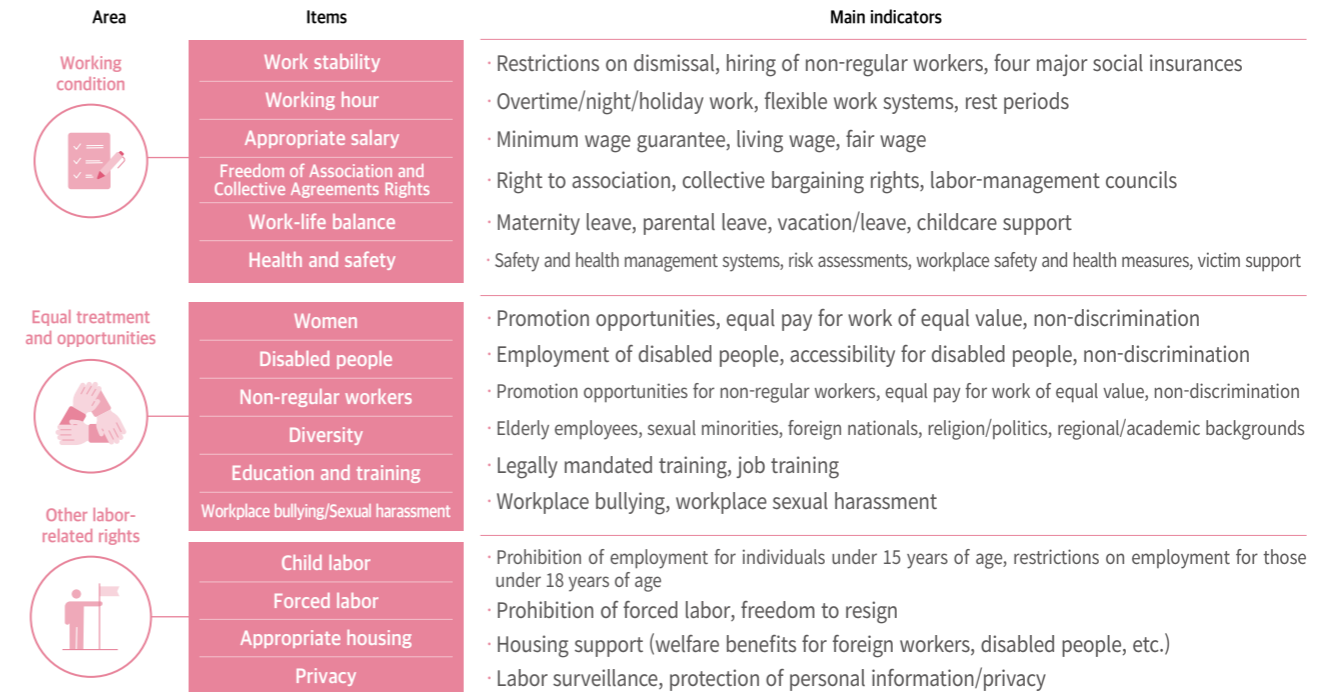 Area Items Main indicators
Working
condition
Work stability
· Restrictions on dismissal, hiring of non-regular workers, four major social insurances
Working hour
· Overtime/night/holiday work, flexible work systems, rest periods
Appropriate salary
· Minimum wage guarantee, living wage, fair wage
Freedom of Association and
Collective Agreements Rights
· Right to association, collective bargaining rights, labor-management councils
Work-life balance
· Maternity leave, parental leave, vacation/leave, childcare support
Health and safety
· Safety and health management systems, risk assessments, workplace safety and health measures, victim support
Equal treatment
and opportunities
Women
· Promotion opportunities, equal pay for work of equal value, non-discrimination
Disabled people
· Employment of disabled people, accessibility for disabled people, non-discrimination
Non-regular workers
· Promotion opportunities for non-regular workers, equal pay for work of equal value, non-discrimination
Diversity
· Elderly employees, sexual minorities, foreign nationals, religion/politics, regional/academic backgrounds
Education and training
· Legally mandated training, job training
Workplace bullying/Sexual harassment
· Workplace bullying, workplace sexual harassment
Other labor-
related rights
Child labor
· Prohibition of employment for individuals under 15 years of age, restrictions on employment for those
under 18 years of age
Forced labor
· Prohibition of forced labor, freedom to resign
Appropriate housing
· Housing support (welfare benefits for foreign workers, disabled people, etc.)
Privacy
· Labor surveillance, protection of personal information/privacy